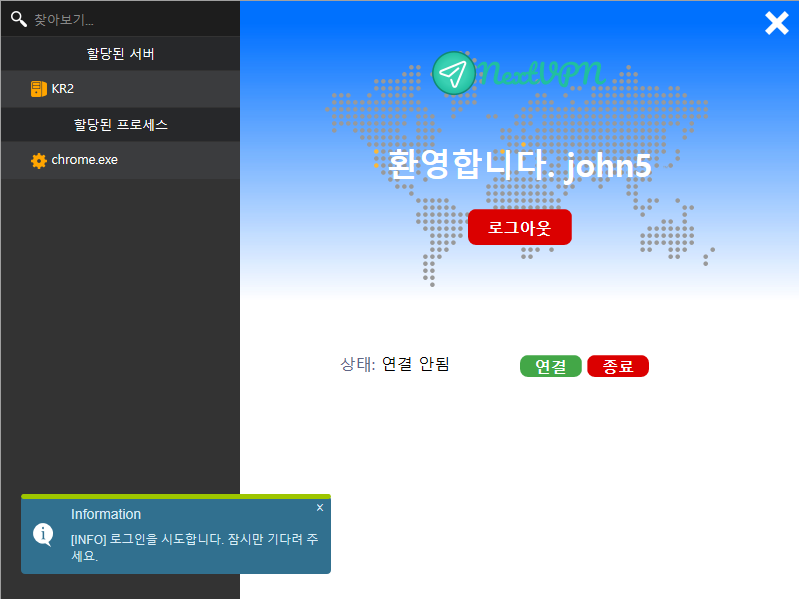 찾아보기...
할당된 서버
KR2
할당된 프로세스
chrome.exe
NextVPN
환영합니다. john5
로그아웃
상태: 연결 안됨
연결
종료
Information
x
[INFO] 로그인을 시도합니다. 잠시만 기다려 주
세요.